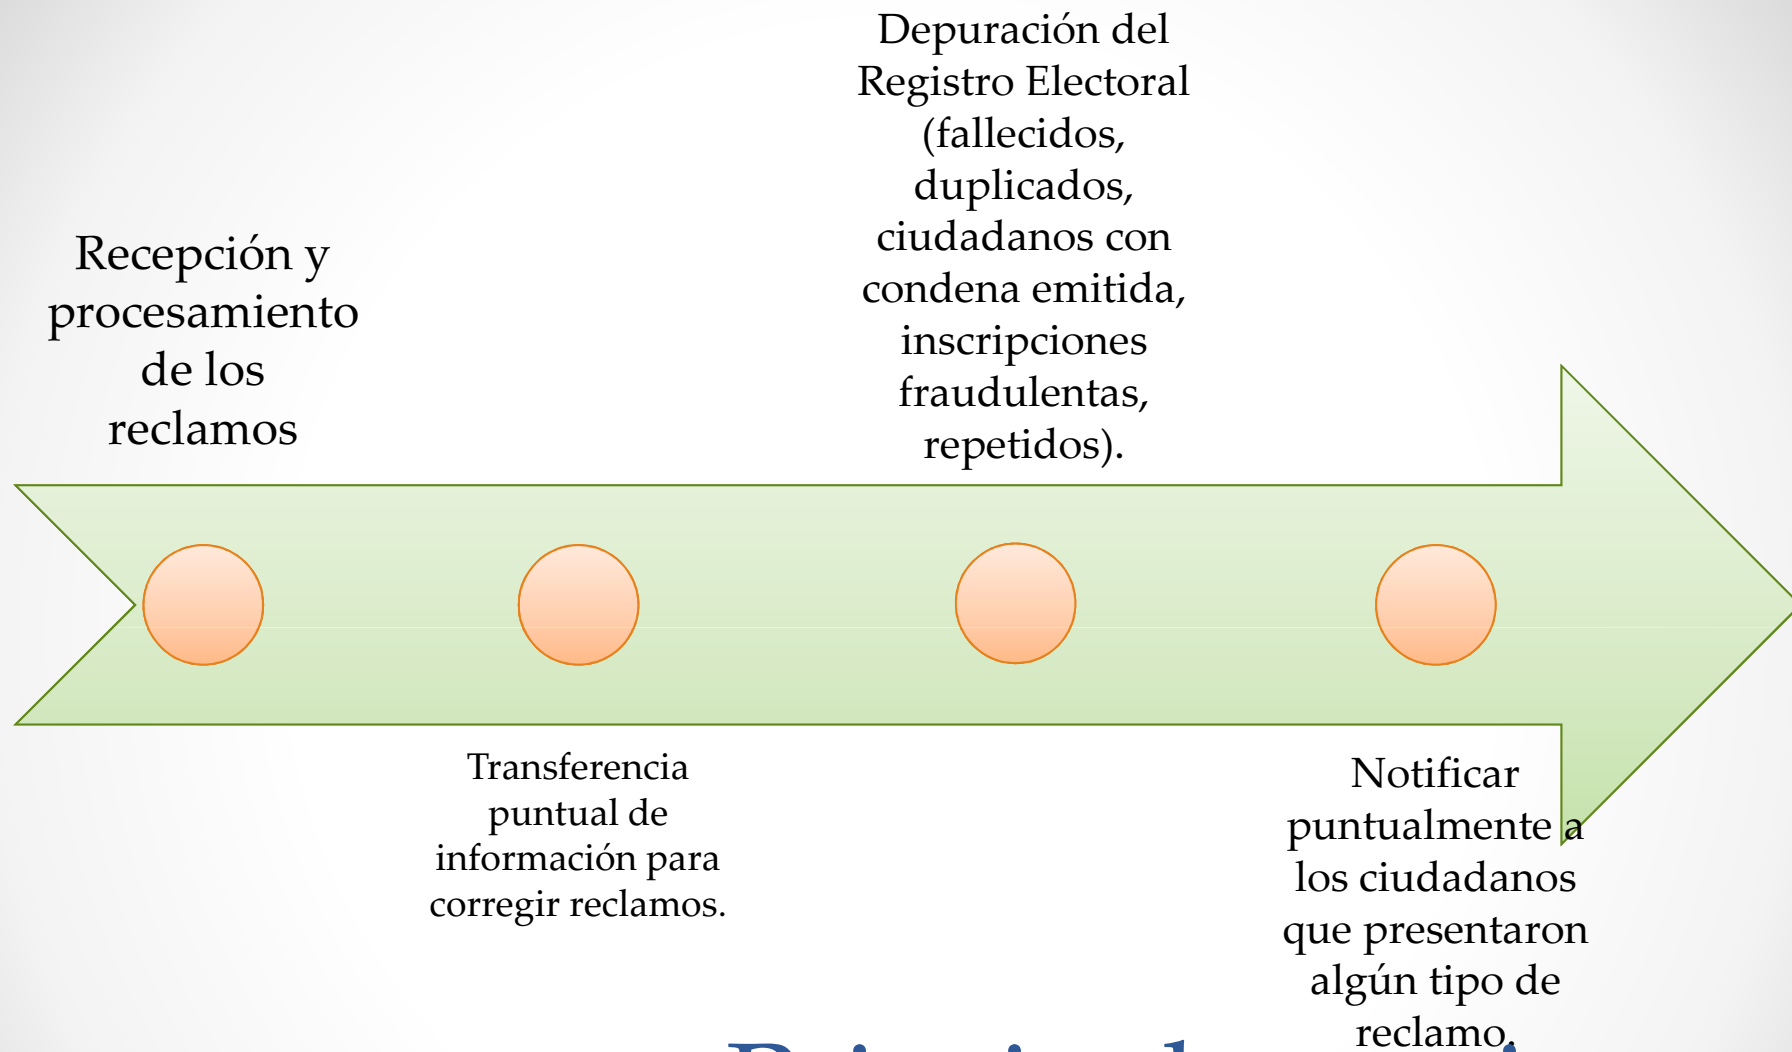 Recepción y
procesamiento
de los
reclamos
Transferencia
puntual de
información para
corregir reclamos.
Depuración del
Registro Electoral
(fallecidos,
duplicados,
ciudadanos con
condena emitida,
inscripciones
fraudulentas,
repetidos).
Notificar
puntualmente a
los ciudadanos
que presentaron
algún tipo de
reclamo.